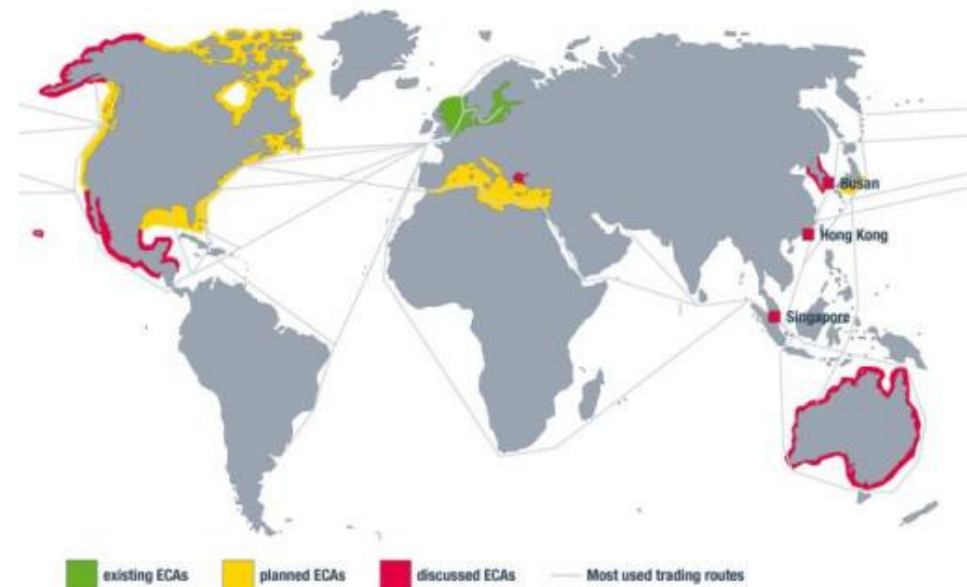 Busan
Hong Kong
Singapore
existing ECAs planned ECAs discussed ECAs Most used trading routes